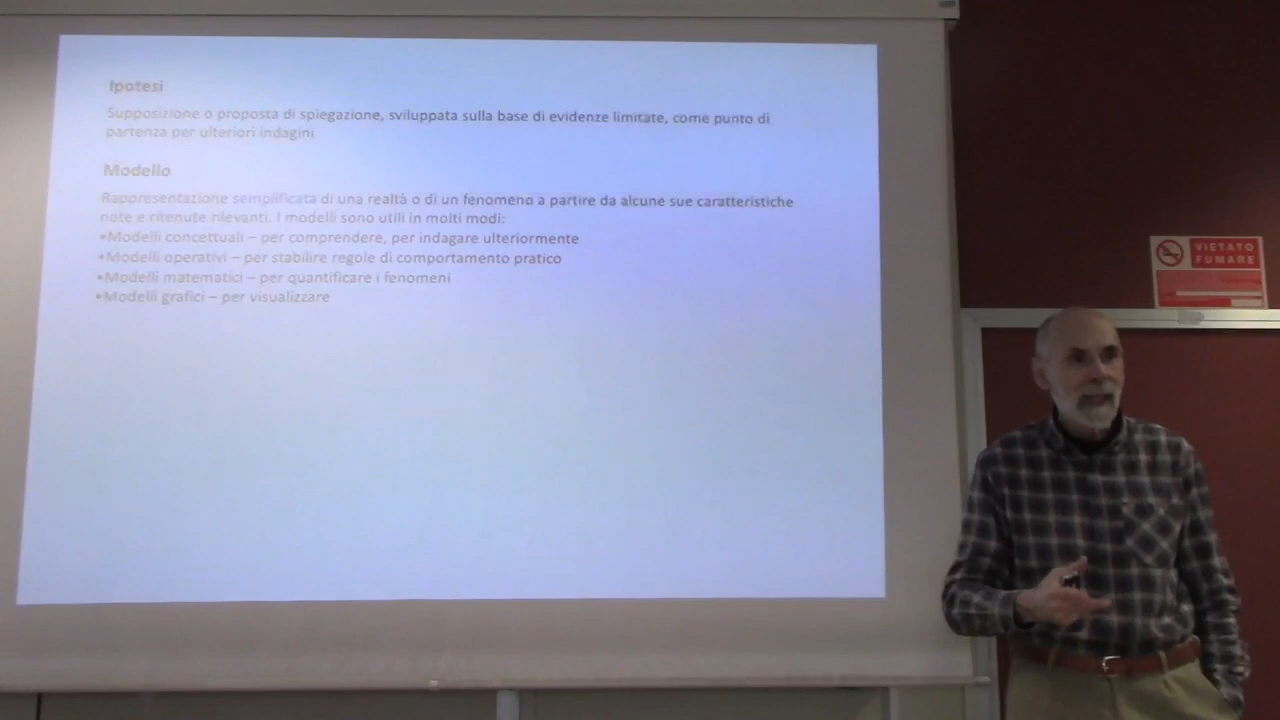 Ipotesi
Supposizione o proposta di spiegazione, sviluppata sulla base di evidenze limitate, come punto di
partenza per ulteriori indagini
Modello
Rappresentazione semplificata di una realtà o di un fenomeno a partire da alcune sue caratteristiche
note e ritenute rilevanti. I modelli sono utili in molti modi:
•Modelli concettuali – per comprendere, per indagare ulteriormente
•Modelli operativi – per stabilire regole di comportamento pratico
•Modelli matematici – per quantificare i fenomeni
•Modelli grafici – per visualizzare
VIETATO
FUMARE